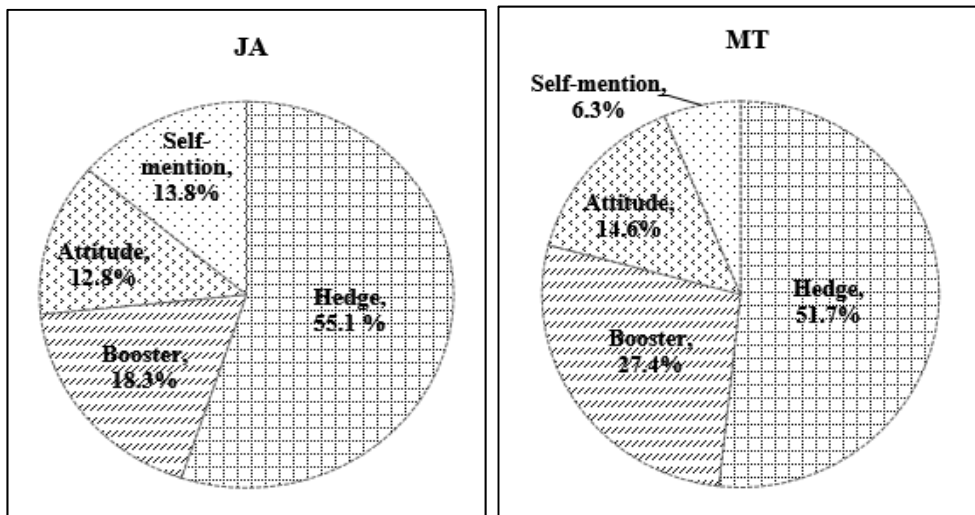 JA
Self-
mention,
13.8%
Attitude,
12.8%
Booster,
18.3%
Hedge,
55.1 %
MT
Self-mention,
6.3%
Attitude,
14.6%
Booster,
27.4%
Hedge,
51.7%